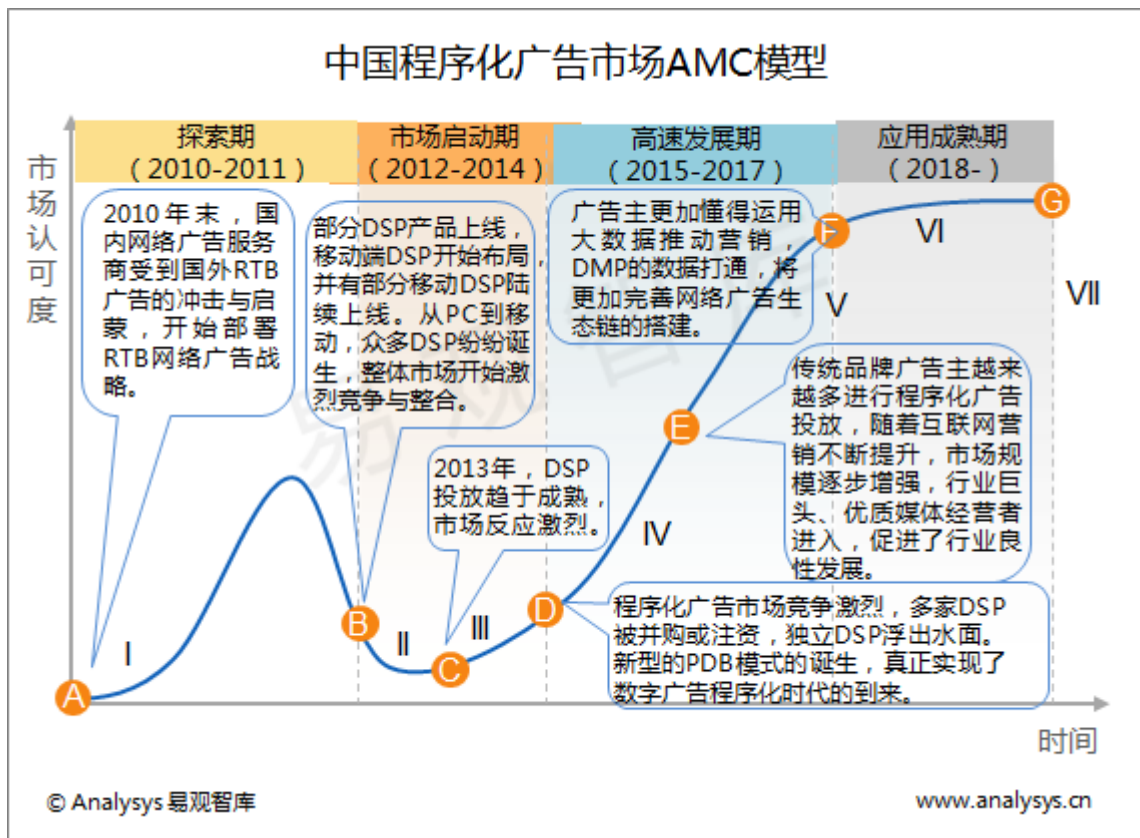 中国程序化广告市场AMC模型
市场认可度
探索期
（2010-2011）
市场启动期
（2012-2014）
高速发展期
（2015-2017）
应用成熟期
（2018-）
2010年末，国
内网络广告服务
商受到国外RTB
广告的冲击与启
蒙，开始部署
RTB网络广告战
略。
部分DSP产品上线，
移动端DSP开始布局，
并有部分移动DSP陆
续上线。从PC到移
动，众多DSP纷纷诞
生，整体市场开始激
烈竞争与整合。
广告主更加懂得运用
大数据推动营销，
DMP的数据打通，将
更加完善网络广告生
态链的搭建。
F
G
Ⅵ
Ⅴ
Ⅶ
传统品牌广告主越来
越多进行程序化广告
投放，随着互联网营
销不断提升，市场规
模逐步增强，行业巨
头、优质媒体经营者
进入，促进了行业良
性发展。
E
2013年，DSP
投放趋于成熟，
市场反应激烈。
Ⅳ
程序化广告市场竞争激烈，多家DSP
被并购或注资，独立DSP浮出水面。
新型的PDB模式的诞生，真正实现了
数字广告程序化时代的到来。
A
Ⅰ
B
Ⅱ
C
Ⅲ
D
时间
易观智库
© Analysys 易观智库
www.analysys.cn